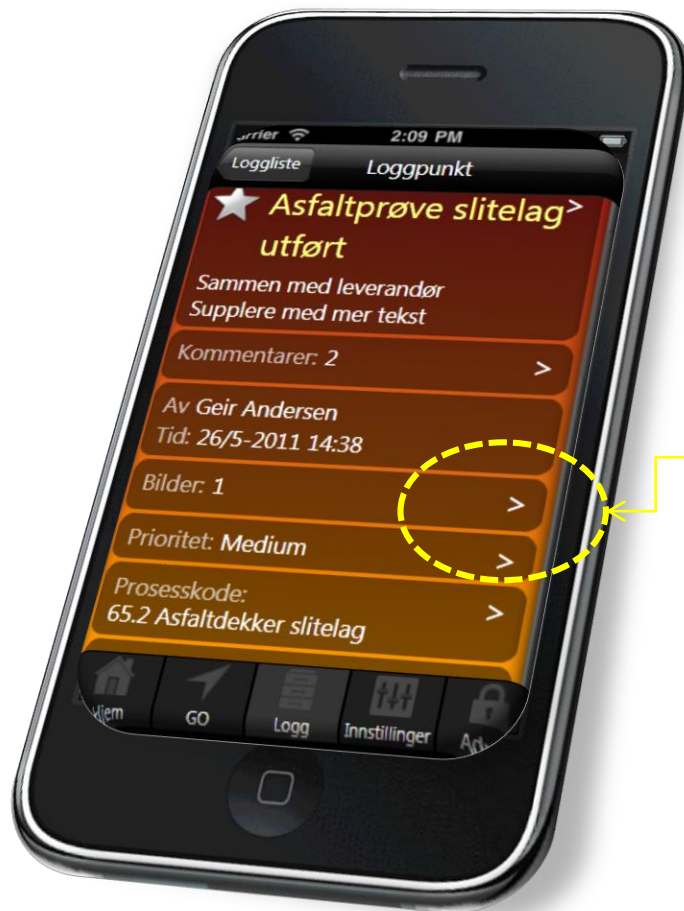 2:09 PM
Loggliste
Loggpunkt
Asfaltprøve slitelag >
utført
Sammen med leverandør
Supplere med mer tekst
Kommentarer: 2 >
Av Geir Andersen
Tid: 26/5-2011 14:38
Bilder: 1 >
Prioritet: Medium >
Prosesskode:
65.2 Asfaltdekker slitelag >
GO
Logg
Innstillinger